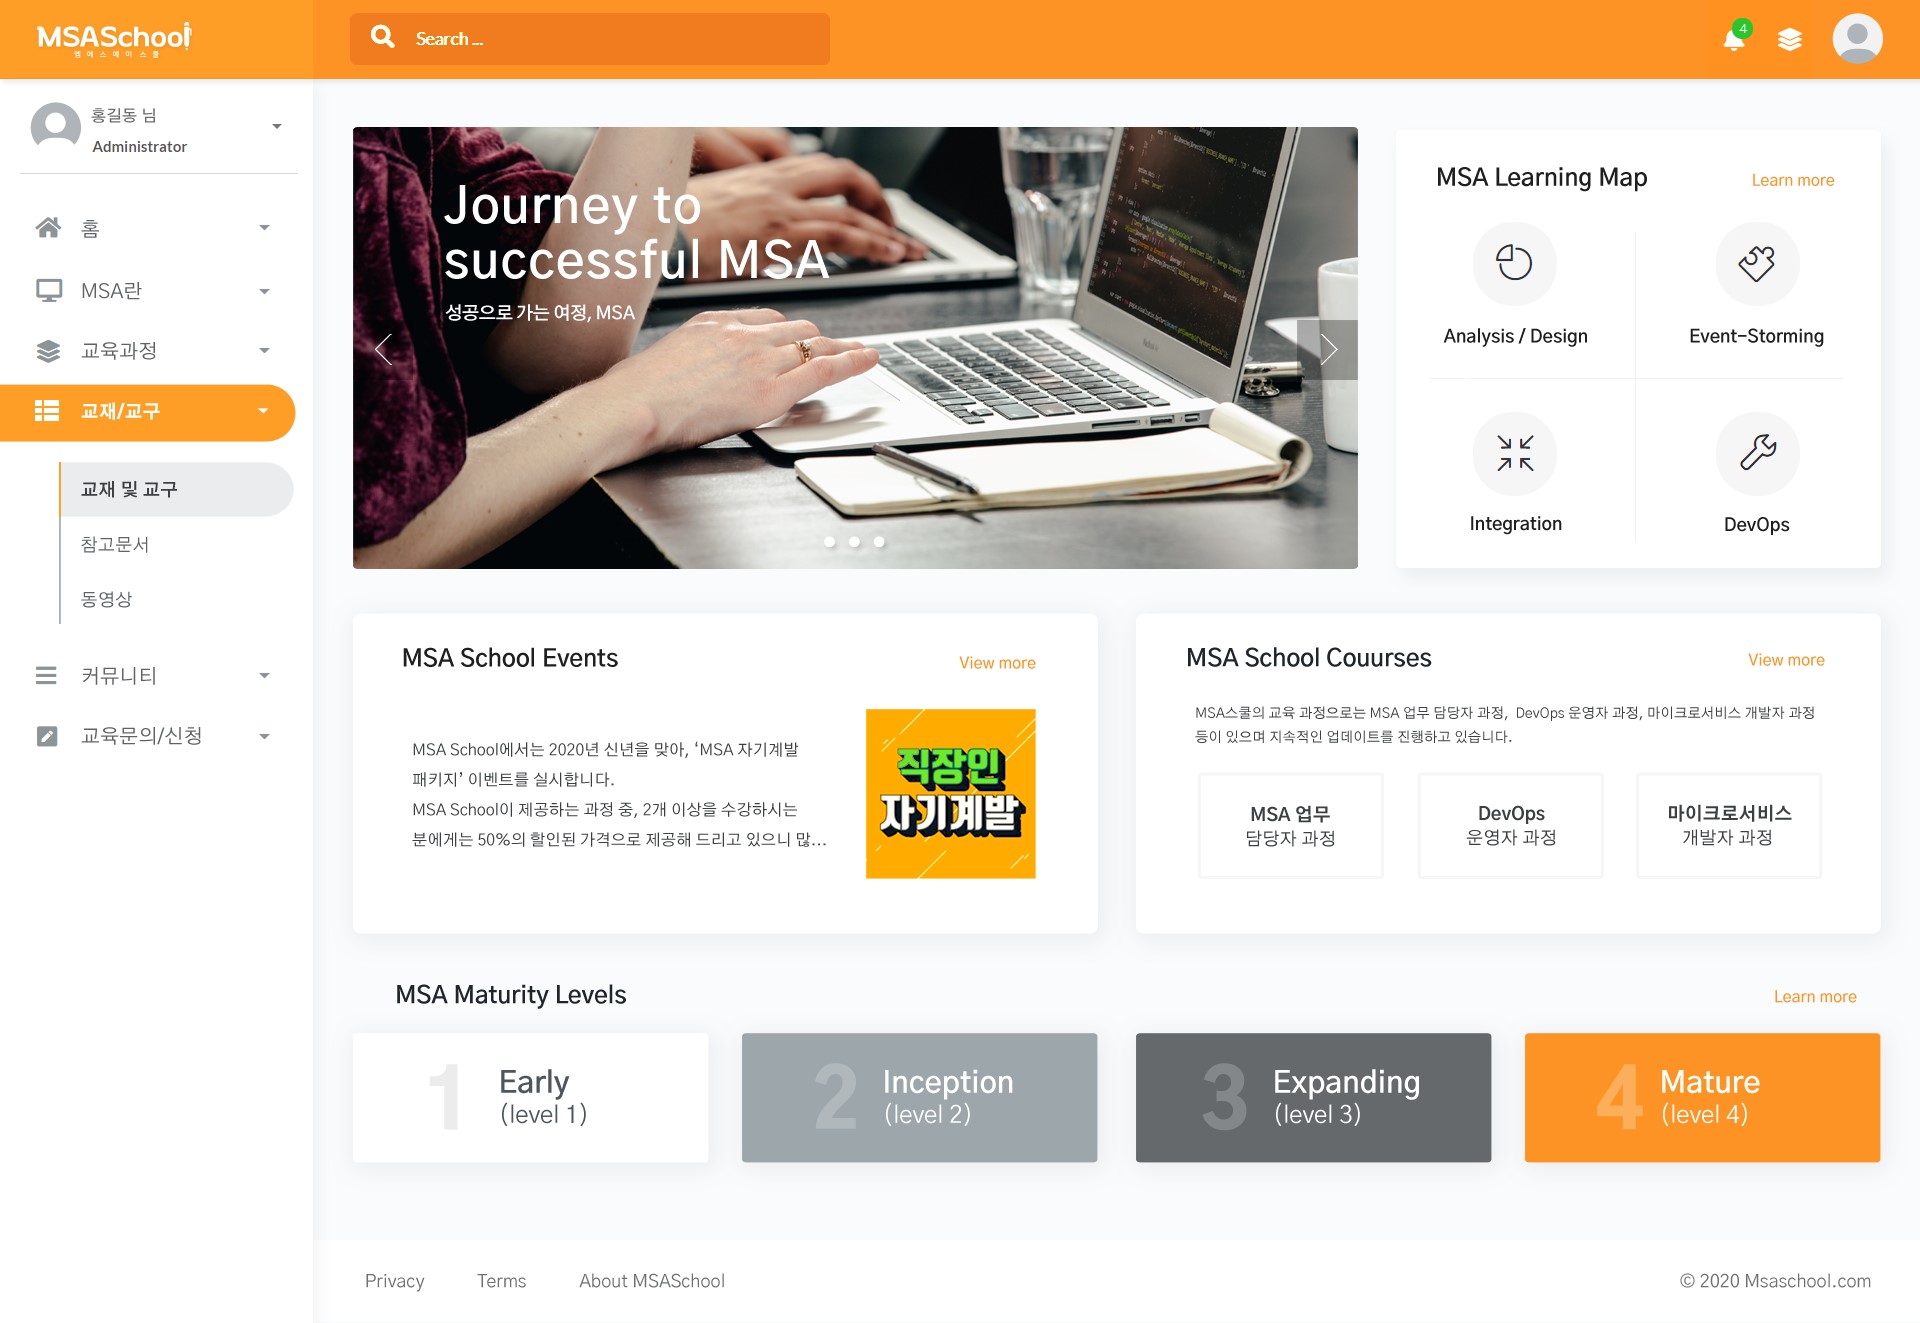 MSASchool
엠에스에이스쿨
Search ...
4
홍길동 님
Administrator
홈
MSA란
교육과정
교재/교구
교재 및 교구
참고문서
동영상
커뮤니티
교육문의/신청
Journey to
successful MSA
성공으로 가는 여정, MSA
MSA Learning Map
Learn more
Analysis / Design
Event-Storming
Integration
DevOps
MSA School Events
View more
MSA School에서는 2020년 신년을 맞아, ‘MSA 자기계발
패키지’ 이벤트를 실시합니다.
MSA School이 제공하는 과정 중, 2개 이상을 수강하시는
분에게는 50%의 할인된 가격으로 제공해 드리고 있으니 많...
직장인
자기계발
MSA School Couurses
View more
MSA스쿨의 교육 과정으로는 MSA 업무 담당자 과정, DevOps 운영자 과정, 마이크로서비스 개발자 과정
등이 있으며 지속적인 업데이트를 진행하고 있습니다.
MSA 업무
담당자 과정
DevOps
운영자 과정
마이크로서비스
개발자 과정
MSA Maturity Levels
Learn more
1
Early
(level 1)
2
Inception
(level 2)
3
Expanding
(level 3)
4
Mature
(level 4)
Privacy
Terms
About MSASchool
© 2020 Msaschool.com